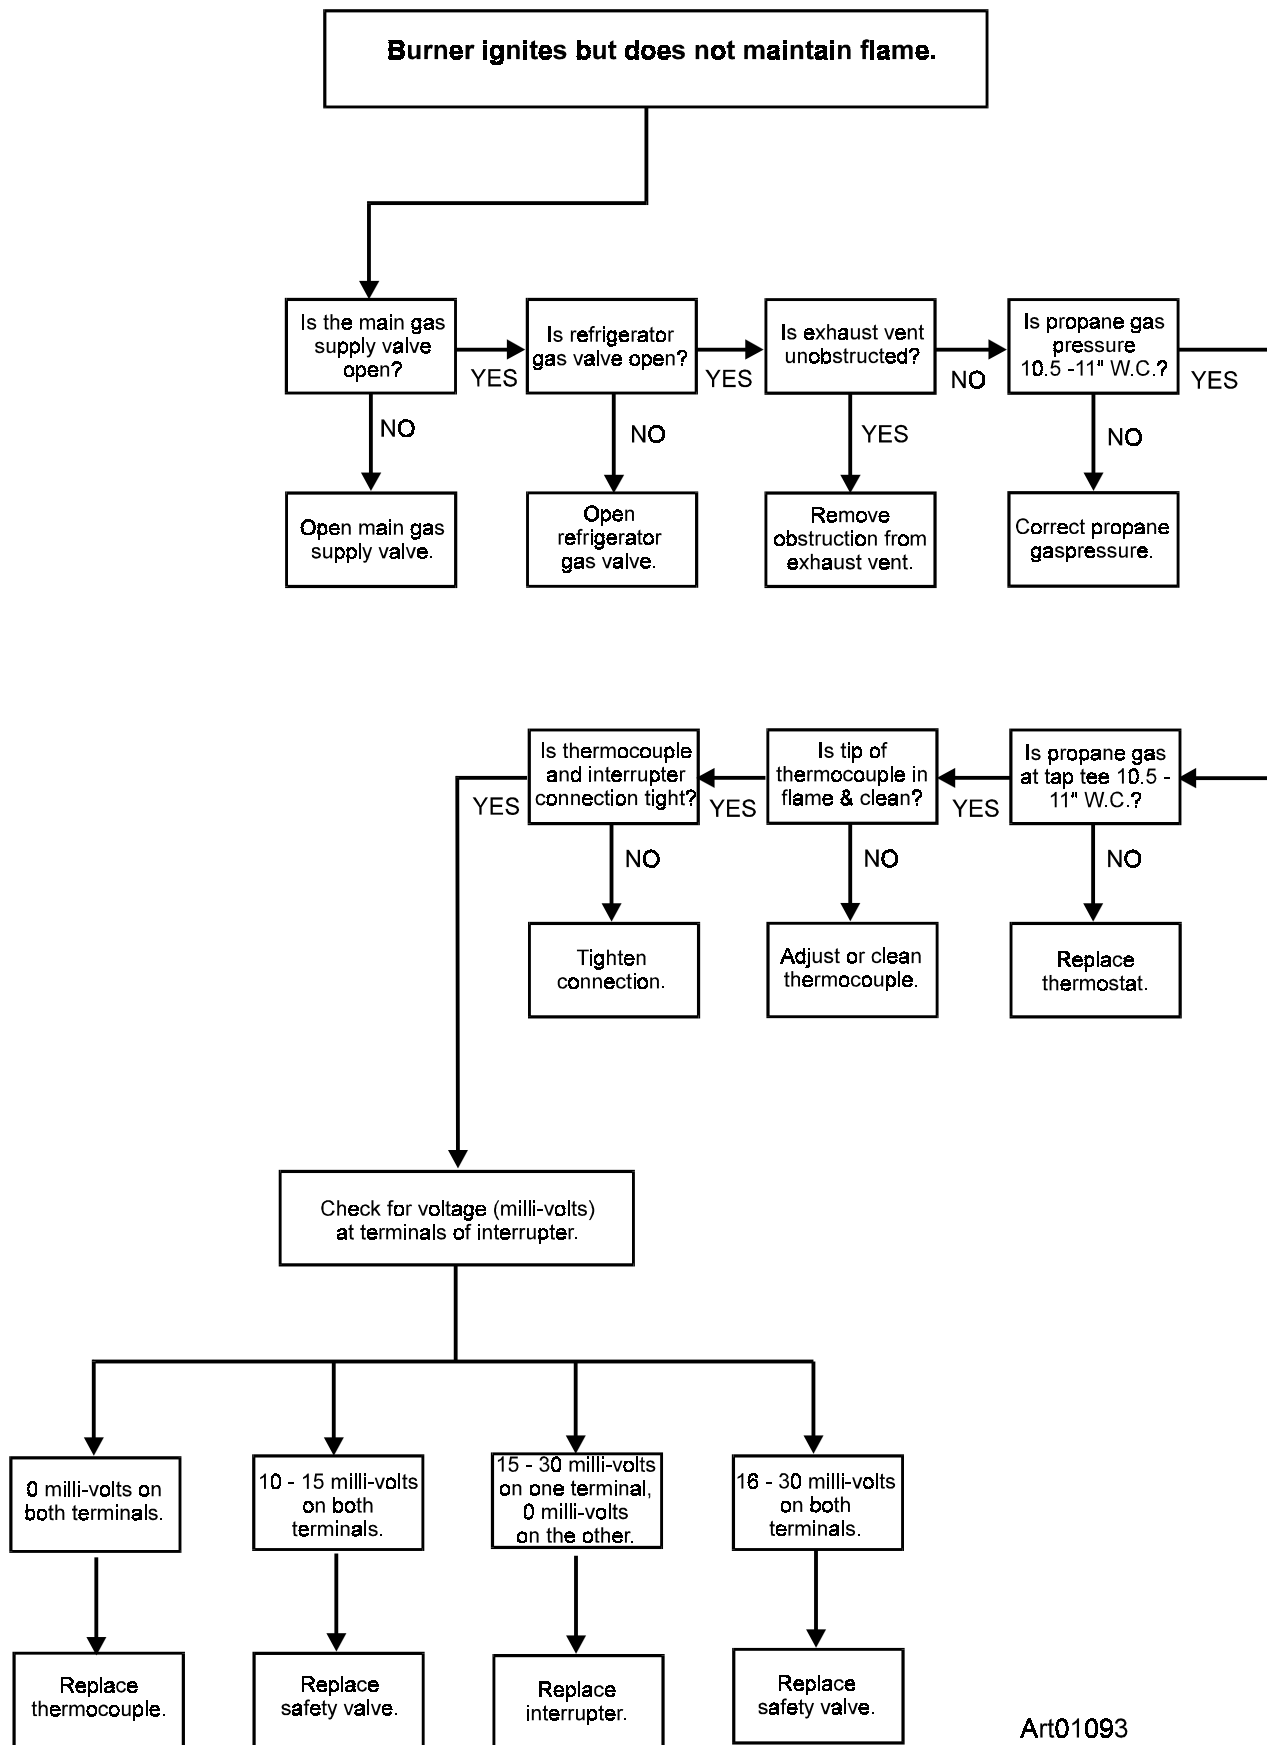 Burner ignites but does not maintain flame.
Is the main gas
supply valve
open?
YES
NO
Open main gas
supply valve.
Is refrigerator
gas valve open?
YES
NO
Open
refrigerator
gas valve.
Is exhaust vent
unobstructed?
NO
YES
Remove
obstruction from
exhaust vent.
Is propane gas
pressure
10.5 -11" W.C.?
YES
NO
Correct propane
gaspressure.
Is propane gas
at tap tee 10.5 -
11" W.C.?
YES
NO
Replace
thermostat.
Is tip of
thermocouple in
flame & clean?
YES
NO
Adjust or clean
thermocouple.
Is thermocouple
and interrupter
connection tight?
YES
NO
Tighten
connection.
Check for voltage (milli-volts)
at terminals of interrupter.
0 milli-volts on
both terminals.
Replace
thermocouple.
10 - 15 milli-volts
on both
terminals.
Replace
safety valve.
15 - 30 milli-volts
on one terminal,
0 milli-volts
on the other.
Replace
interrupter.
16 - 30 milli-volts
on both
terminals.
Replace
safety valve.
Art01093